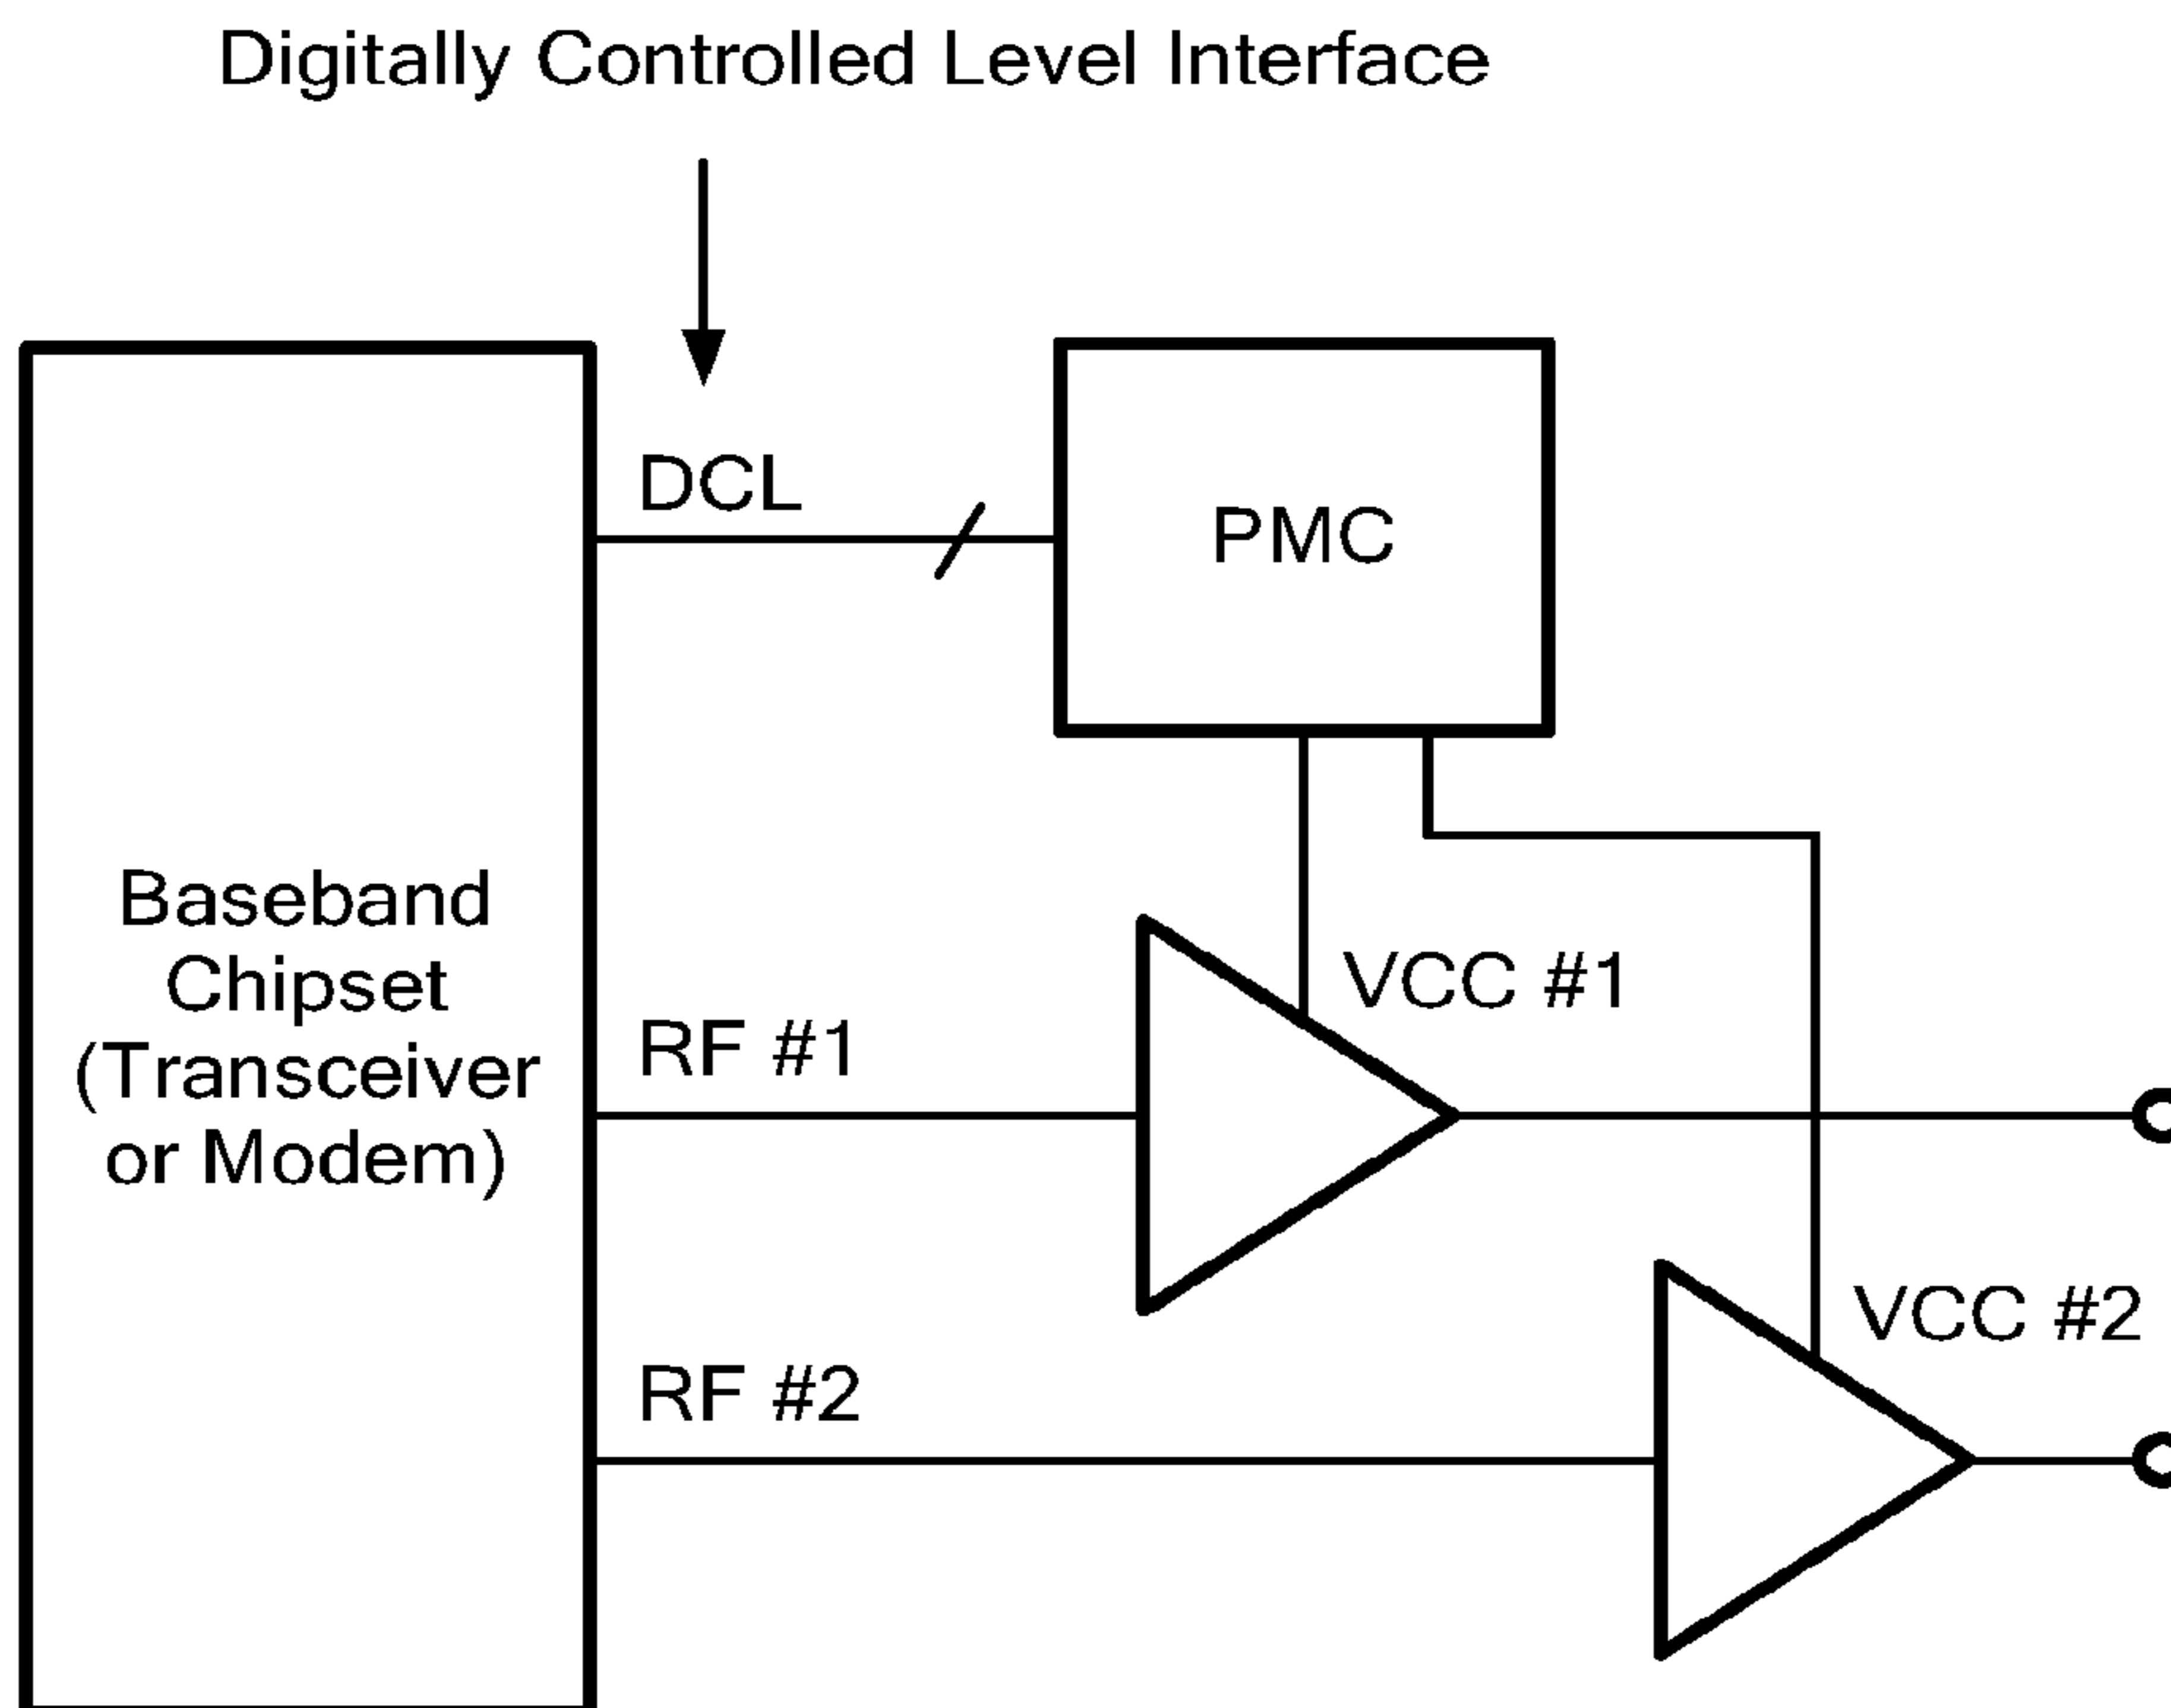 Digitally Controlled Level Interface
DCL
PMC
Baseband
Chipset
(Transceiver
or Modem)
VCC #1
RF #1
VCC #2
RF #2